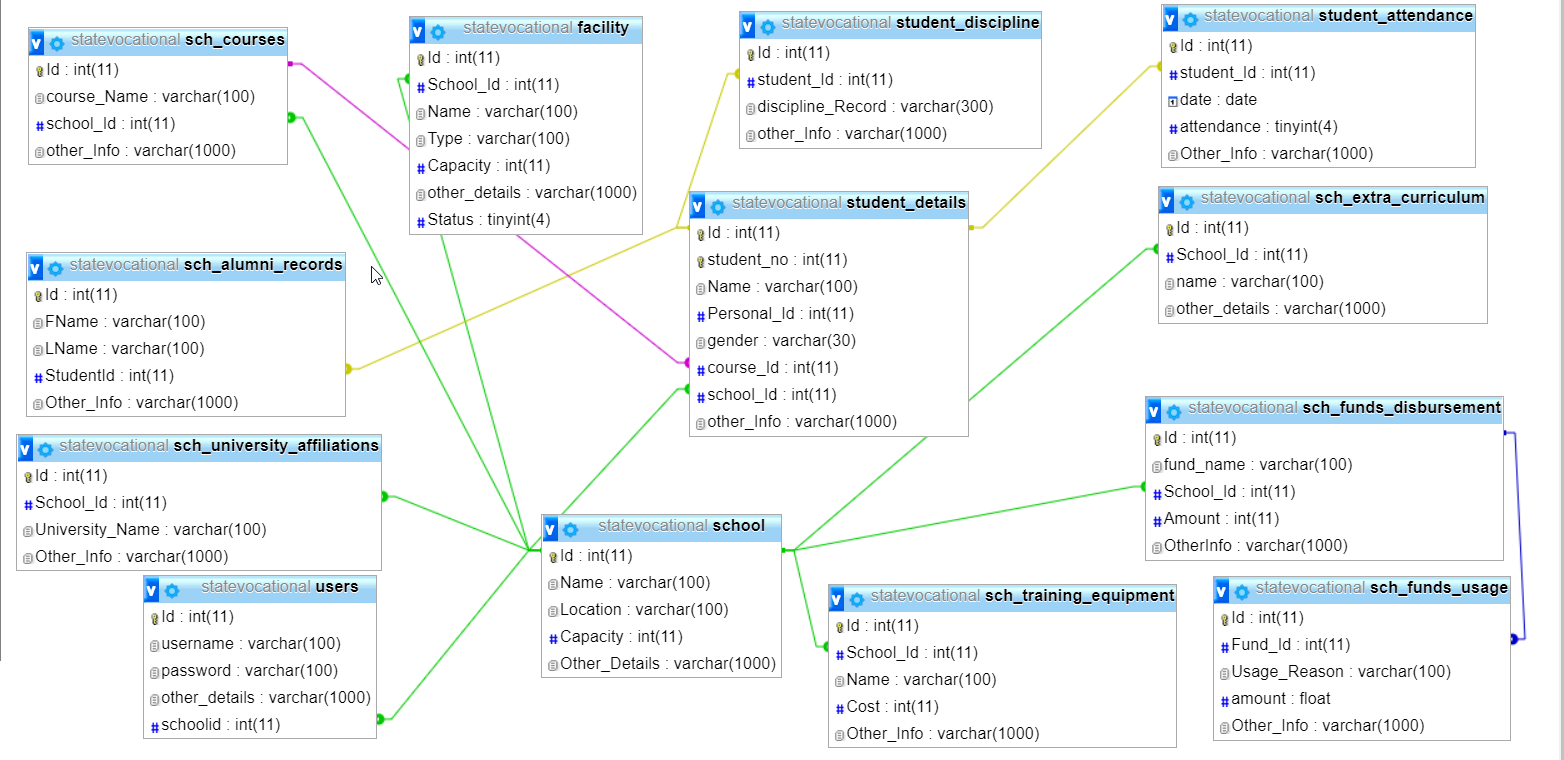 statevocational sch_courses
Id : int(11)
course_Name : varchar(100)
school_Id : int(11)
other_Info : varchar(1000)
statevocational facility
Id : int(11)
School_Id : int(11)
Name : varchar(100)
Type : varchar(100)
Capacity : int(11)
other_details : varchar(1000)
Status : tinyint(4)
statevocational student_discipline
Id : int(11)
student_Id : int(11)
discipline_Record : varchar(300)
other_Info : varchar(1000)
statevocational student_attendance
Id : int(11)
student_Id : int(11)
date : date
attendance : tinyint(4)
Other_Info : varchar(1000)
statevocational student_details
Id : int(11)
student_no : int(11)
Name : varchar(100)
Personal_Id : int(11)
gender : varchar(30)
course_Id : int(11)
school_Id : int(11)
other_Info : varchar(1000)
statevocational sch_extra_curriculum
Id : int(11)
School_Id : int(11)
name : varchar(100)
other_details : varchar(1000)
statevocational sch_alumni_records
Id : int(11)
FName : varchar(100)
LName : varchar(100)
StudentId : int(11)
Other_Info : varchar(1000)
statevocational sch_university_affiliations
Id : int(11)
School_Id : int(11)
University_Name : varchar(100)
Other_Info : varchar(1000)
statevocational sch_funds_disbursement
Id : int(11)
fund_name : varchar(100)
School_Id : int(11)
Amount : int(11)
OtherInfo : varchar(1000)
statevocational school
Id : int(11)
Name : varchar(100)
Location : varchar(100)
Capacity : int(11)
Other_Details : varchar(1000)
statevocational users
Id : int(11)
username : varchar(100)
password : varchar(100)
other_details : varchar(1000)
schoolid : int(11)
statevocational sch_training_equipment
Id : int(11)
School_Id : int(11)
Name : varchar(100)
Cost : int(11)
Other_Info : varchar(1000)
statevocational sch_funds_usage
Id : int(11)
Fund_Id : int(11)
Usage_Reason : varchar(100)
amount : float
Other_Info : varchar(1000)